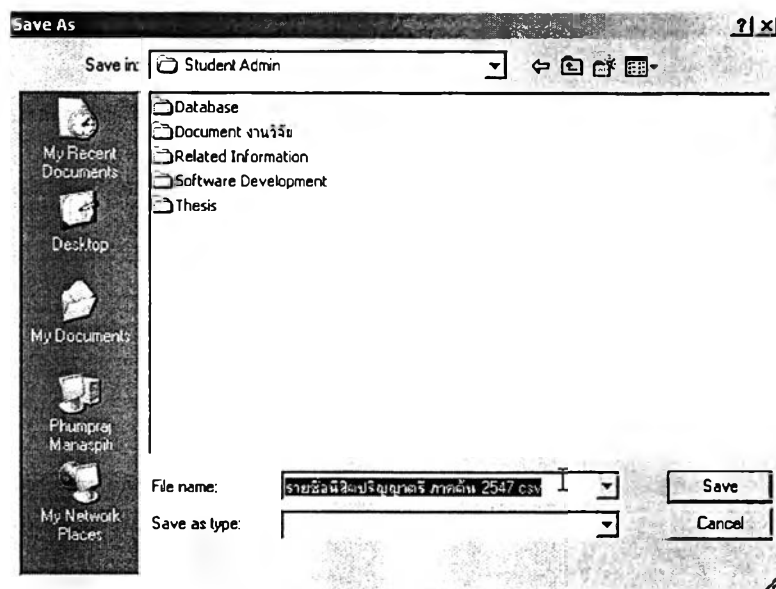 Save As
Save in:
Student Admin
Database
Document งานวิจัย
Related Information
Software Development
Thesis
My Recent
Documents
Desktop
My Documents
Phumpraj
Manaspih
My Network
Places
File name:
รายชื่อนิสิตปริญญาตรี ภาคต้น 2547.csv
Save
Save as type:
Cancel